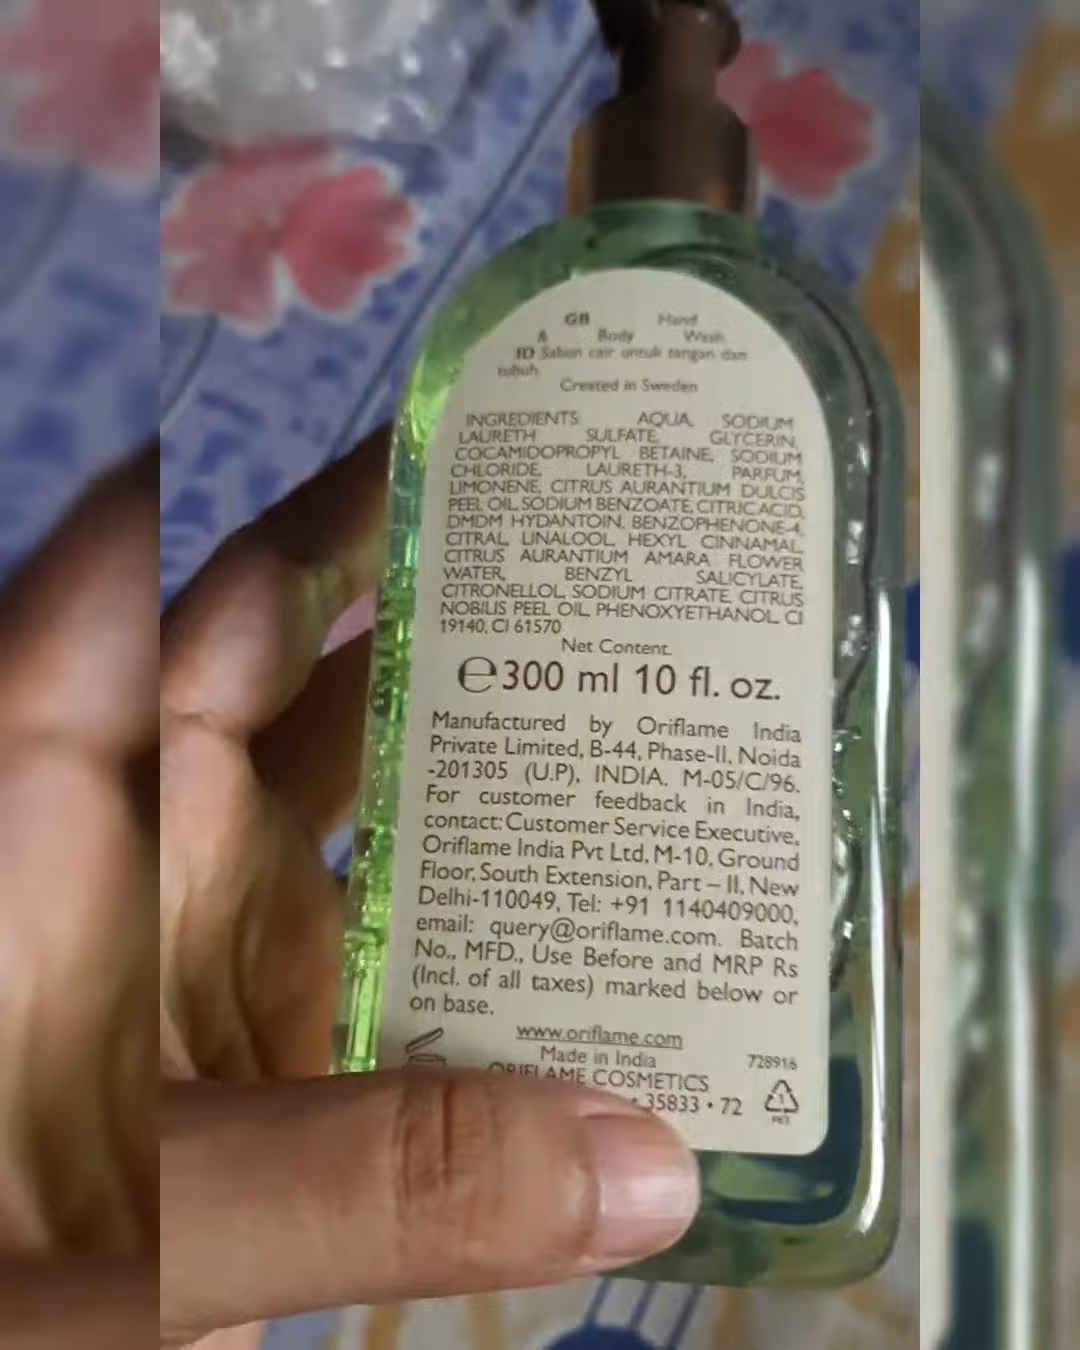 GB Hand
& Body Wash
ID Sabun cair untuk tangan dan
tubuh
Created in Sweden
INGREDIENTS: AQUA, SODIUM
LAURETH SULFATE, GLYCERIN,
COCAMIDOPROPYL BETAINE, SODIUM
CHLORIDE, LAURETH-3, PARFUM,
LIMONENE, CITRUS AURANTIUM DULCIS
PEEL OIL, SODIUM BENZOATE, CITRIC ACID,
DMDM HYDANTOIN, BENZOPHENONE-4,
CITRAL, LINALOOL, HEXYL CINNAMAL,
CITRUS AURANTIUM AMARA FLOWER
WATER, BENZYL SALICYLATE,
CITRONELLOL, SODIUM CITRATE, CITRUS
NOBILIS PEEL OIL, PHENOXYETHANOL, CI
19140, CI 61570
Net Content.
℮300 ml 10 fl. oz.
Manufactured by Oriflame India
Private Limited, B-44, Phase-II, Noida
-201305 (U.P), INDIA. M-05/C/96.
For customer feedback in India,
contact: Customer Service Executive,
Oriflame India Pvt Ltd, M-10, Ground
Floor, South Extension, Part – II, New
Delhi-110049, Tel: +91 1140409000,
email: query@oriflame.com. Batch
No., MFD., Use Before and MRP Rs
(Incl. of all taxes) marked below or
on base.
www.oriflame.com
Made in India 728916
ORIFLAME COSMETICS
35833 • 72
1
PET